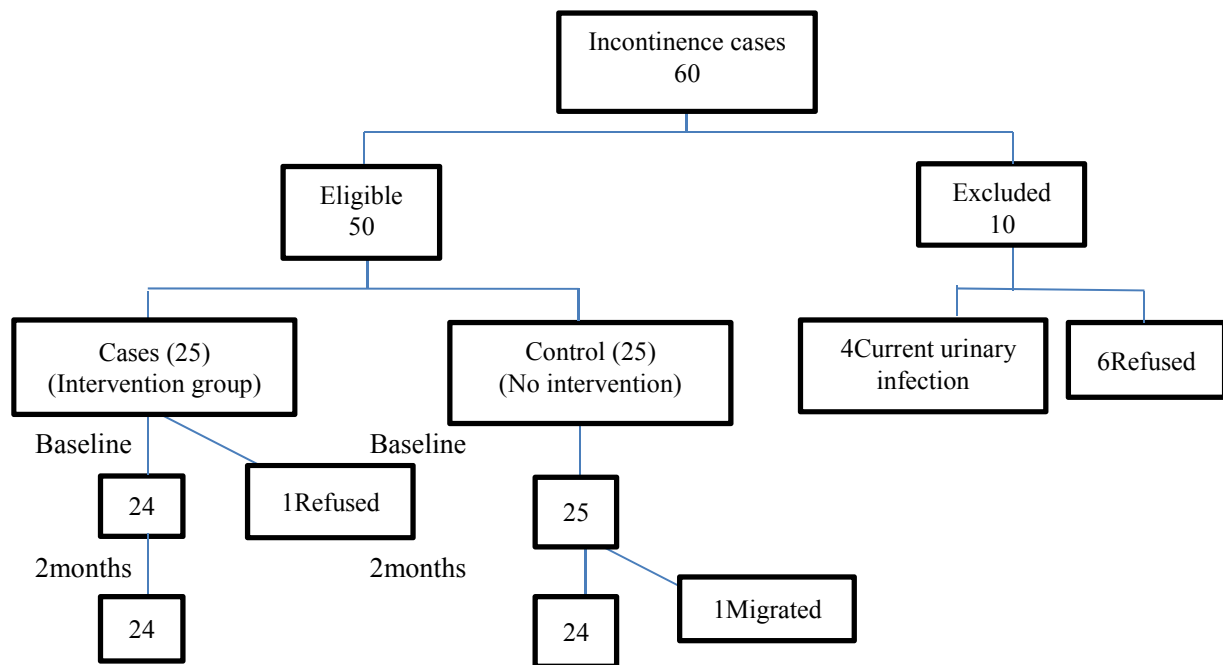 Incontinence cases
60
Eligible
50
Excluded
10
Cases (25)
(Intervention group)
Control (25)
(No intervention)
4Current urinary
infection
6Refused
Baseline
Baseline
24
1Refused
25
2months
2months
24
24
1Migrated